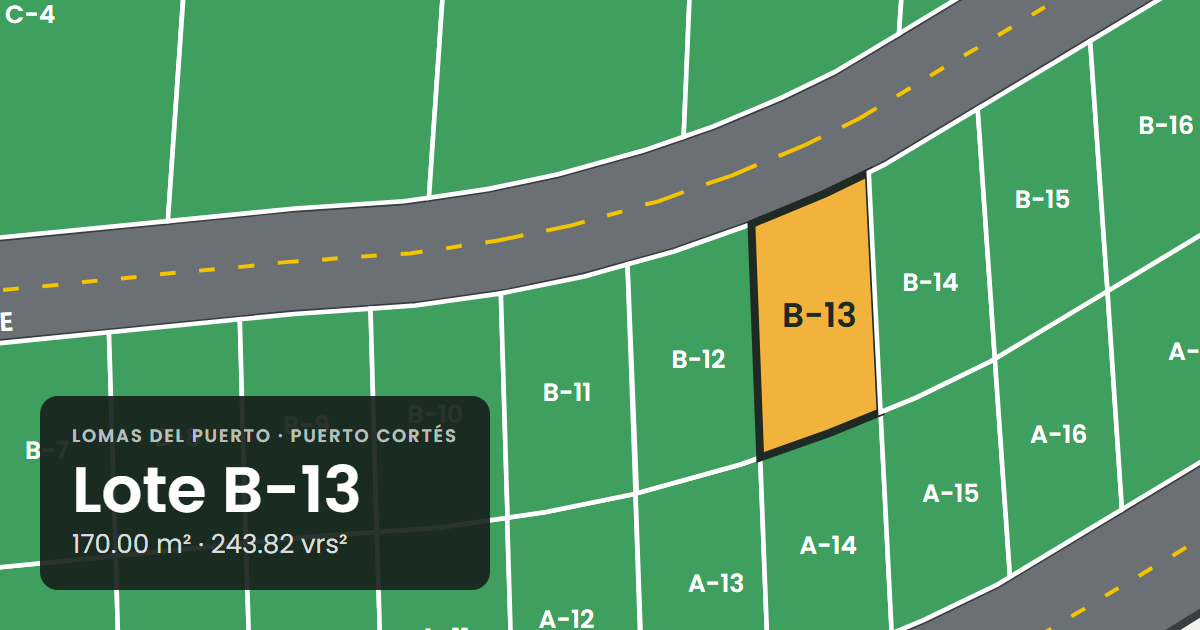 C-4
B-16
B-15
B-14
B-13
E
A-
B-12
B-11
B-10
B-9
B-7
A-16
LOMAS DEL PUERTO · PUERTO CORTÉS
Lote B-13
170.00 m² · 243.82 vrs²
A-15
A-14
A-13
A-12